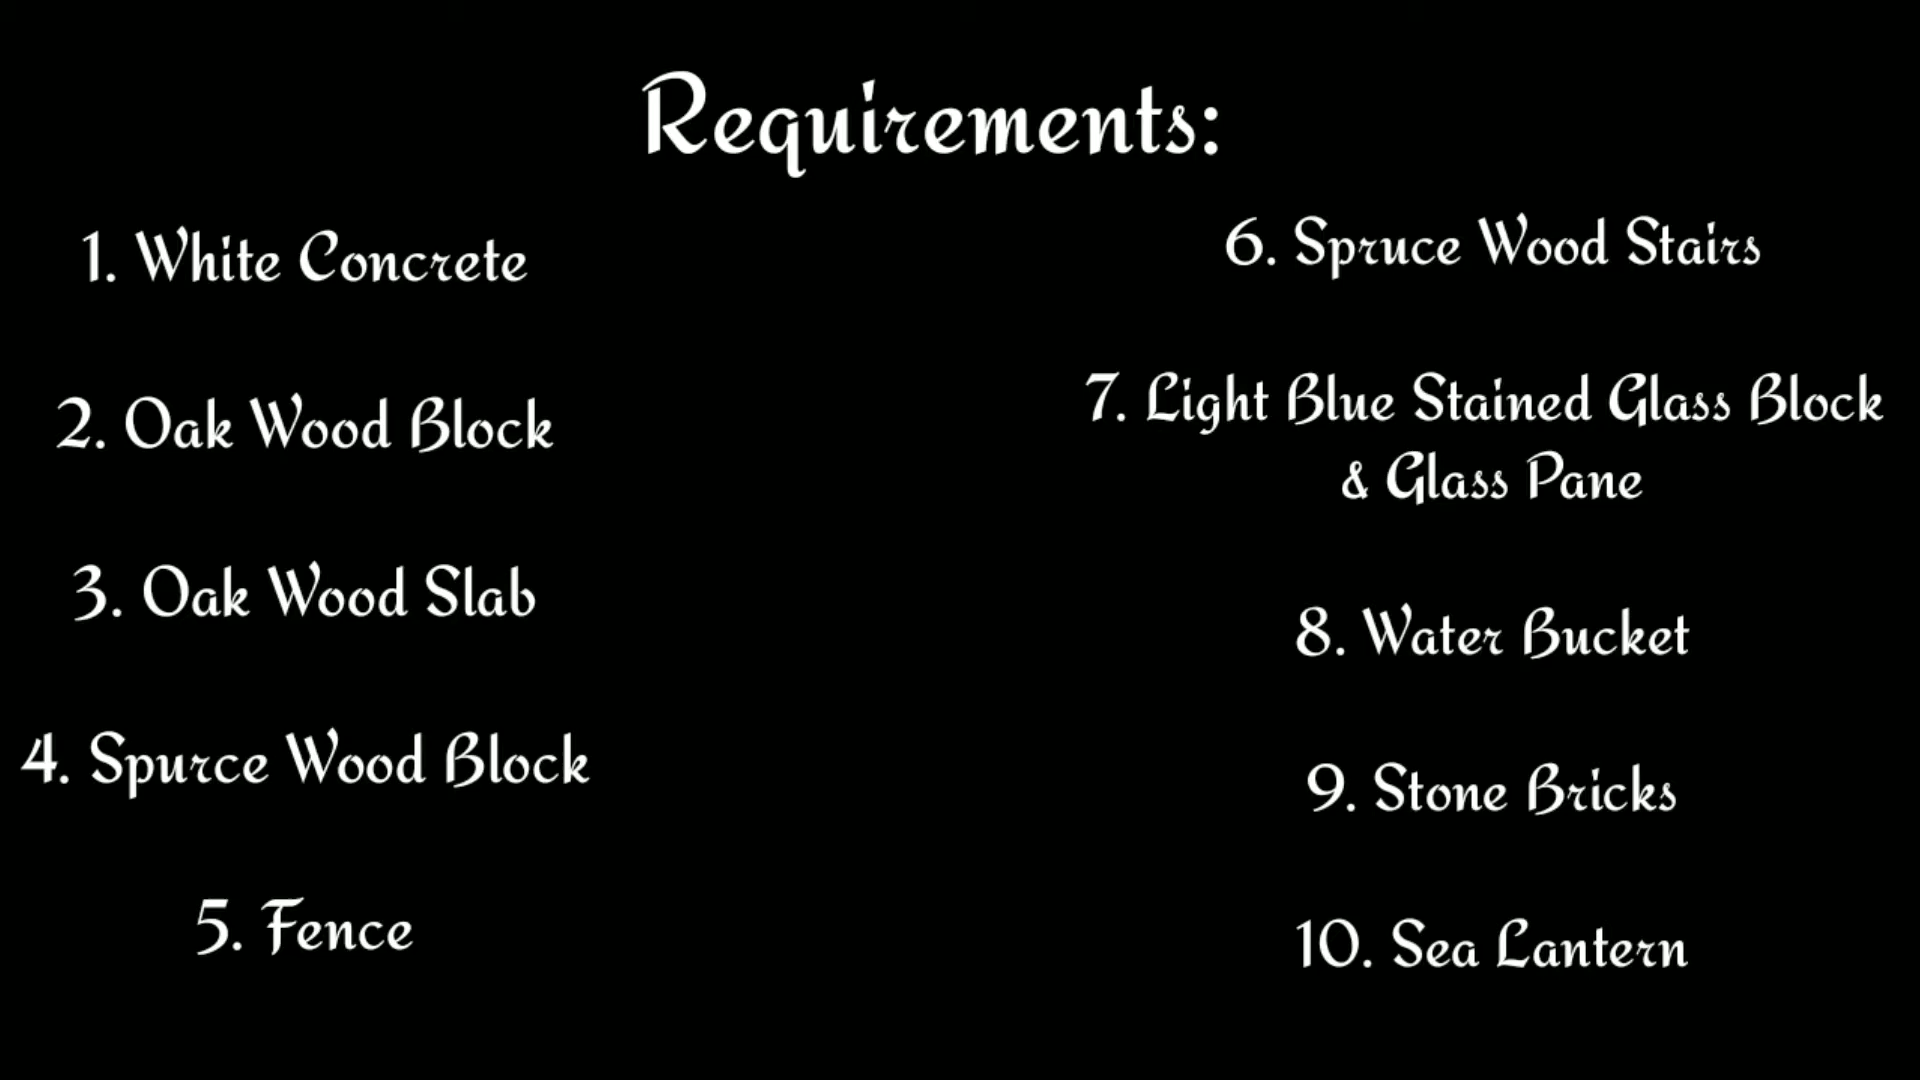 Requirements:
1. White Concrete
2. Oak Wood Block
3. Oak Wood Slab
4. Spurce Wood Block
5. Fence
6. Spruce Wood Stairs
7. Light Blue Stained Glass Block
& Glass Pane
8. Water Bucket
9. Stone Bricks
10. Sea Lantern